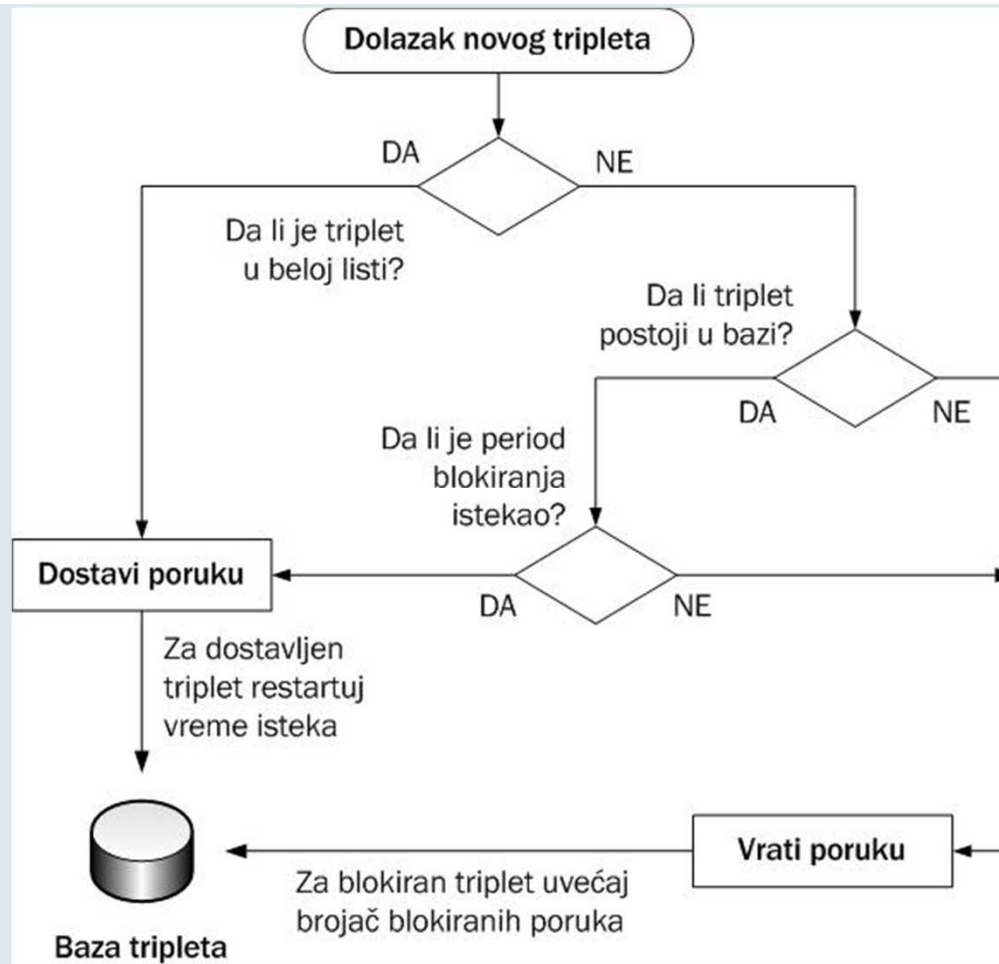 Dolazak novog tripleta
DA
NE
Da li je triplet
u beloj listi?
Da li triplet
postoji u bazi?
DA
NE
Da li je period
blokiranja
istekao?
Dostavi poruku
DA
NE
Za dostavljen
triplet restartuj
vreme isteka
Vrati poruku
Za blokiran triplet uvećaj
brojač blokiranih poruka
Baza tripleta